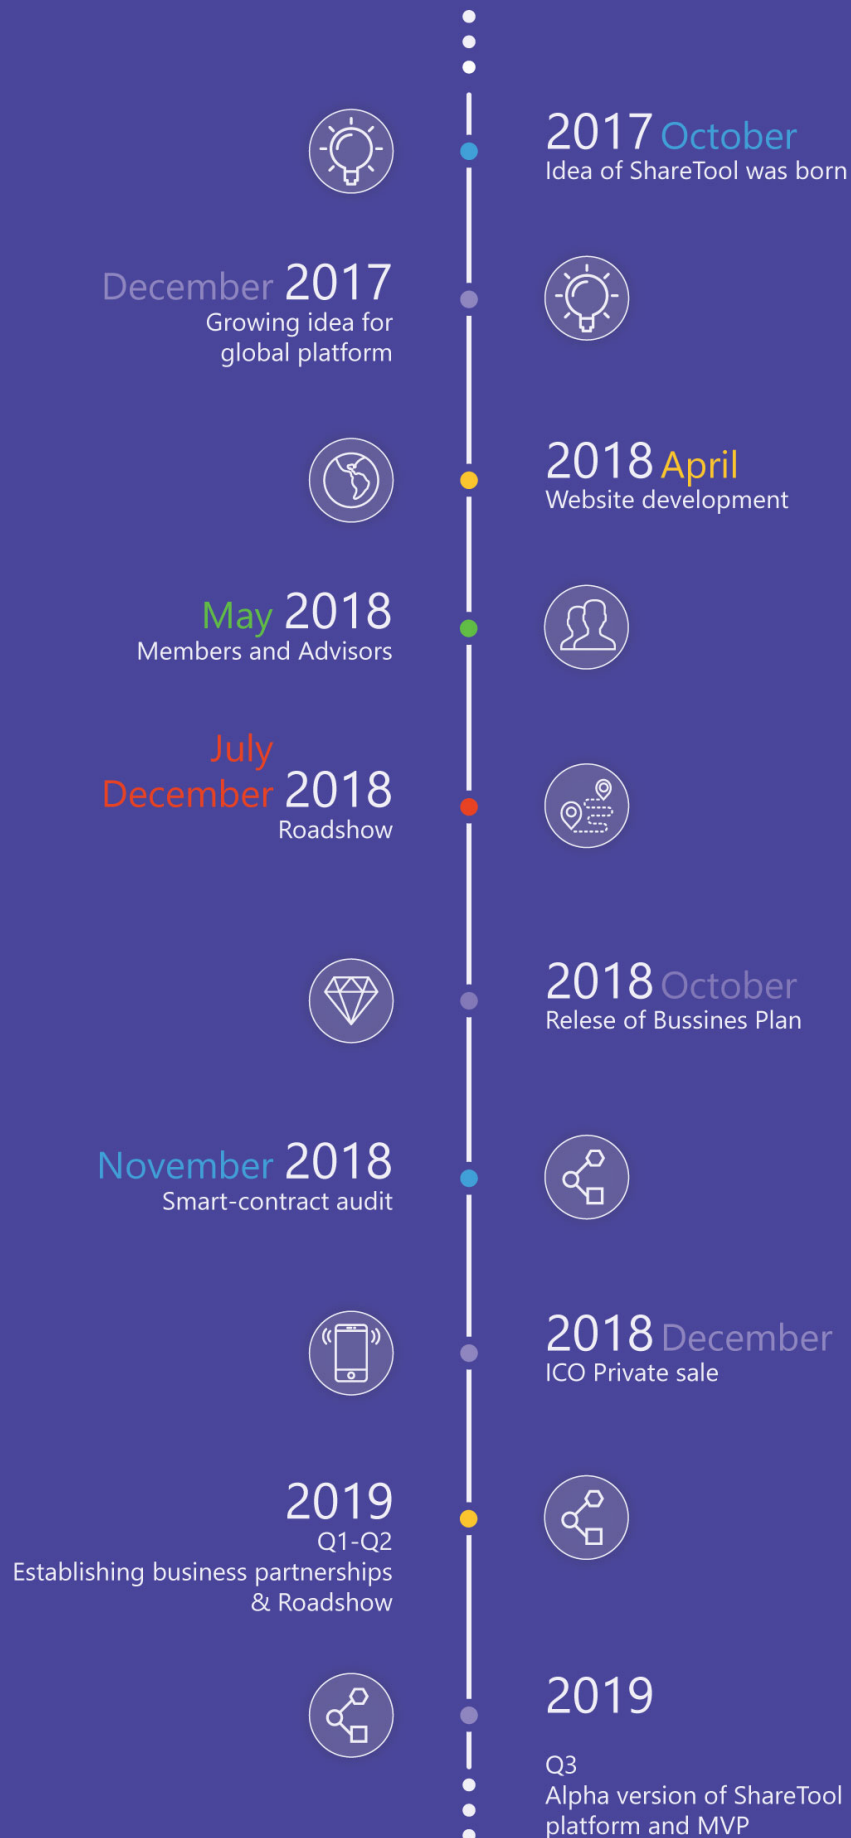 2017 October
Idea of ShareTool was born
December 2017
Growing idea for
global platform
2018 April
Website development
May 2018
Members and Advisors
July
December 2018
Roadshow
2018 October
Relese of Bussines Plan
November 2018
Smart-contract audit
2018 December
ICO Private sale
2019
Q1-Q2
Establishing business partnerships
& Roadshow
2019
Q3
Alpha version of ShareTool
platform and MVP